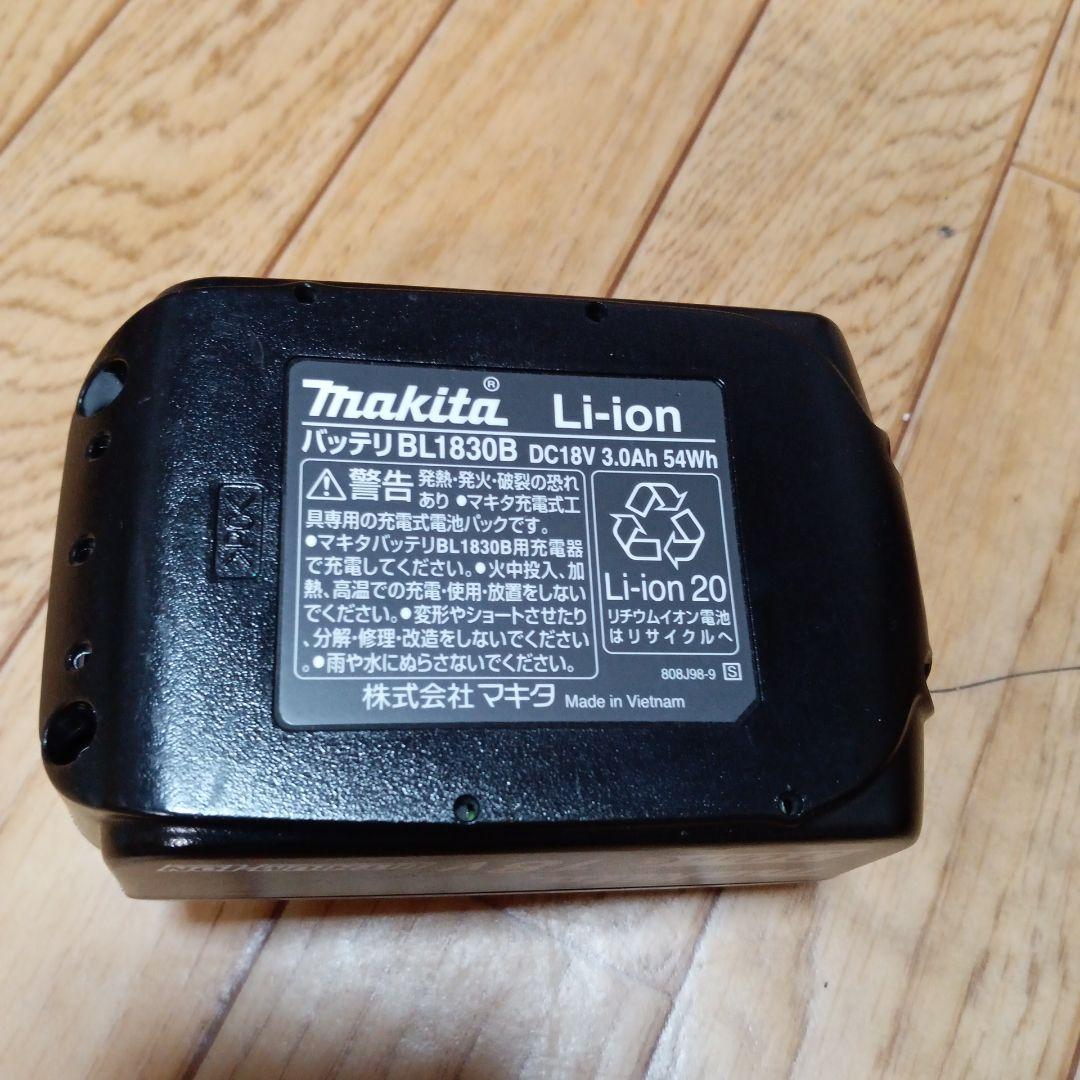 makita® Li-ion
バッテリBL1830B DC18V 3.0Ah 54Wh
⚠警告 発熱・発火・破裂の恐れ
あり ●マキタ充電式工
具専用の充電式電池パックです。
●マキタバッテリBL1830B用充電器
で充電してください。●火中投入、加
熱、高温での充電・使用・放置をしない
でください。●変形やショートさせたり
、分解・修理・改造をしないでください
。●雨や水にぬらさないでください。
Li-ion 20
リチウムイオン電池
はリサイクルへ
808J98-9 S
株式会社 マキタ Made in Vietnam